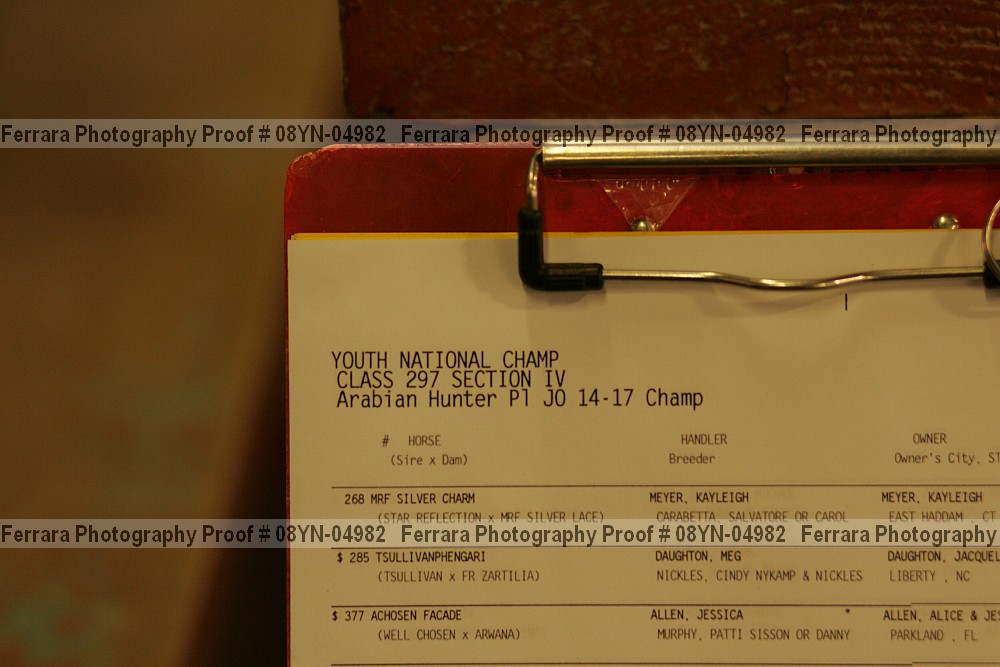 Ferrara Photography Proof # 08YN-04982 Ferrara Photography Proof # 08YN-04982 Ferrara Photography
YOUTH NATIONAL CHAMP
CLASS 297 SECTION IV
Arabian Hunter Pl JO 14-17 Champ
# HORSE HANDLER OWNER
(Sire x Dam) Breeder Owner's City, ST
268 MRF SILVER CHARM MEYER, KAYLEIGH MEYER, KAYLEIGH
(STAR REFLECTION x MRF SILVER LACE) CARABETTA, SALVATORE OR CAROL EAST HADDAM , CT
Ferrara Photography Proof # 08YN-04982 Ferrara Photography Proof # 08YN-04982 Ferrara Photography
$ 285 TSULLIVANPHENGARI DAUGHTON, MEG DAUGHTON, JACQUEL
(TSULLIVAN x FR ZARTILIA) NICKLES, CINDY NYKAMP & NICKLES LIBERTY , NC
$ 377 ACHOSEN FACADE ALLEN, JESSICA * ALLEN, ALICE & JES
(WELL CHOSEN x ARWANA) MURPHY, PATTI SISSON OR DANNY PARKLAND , FL